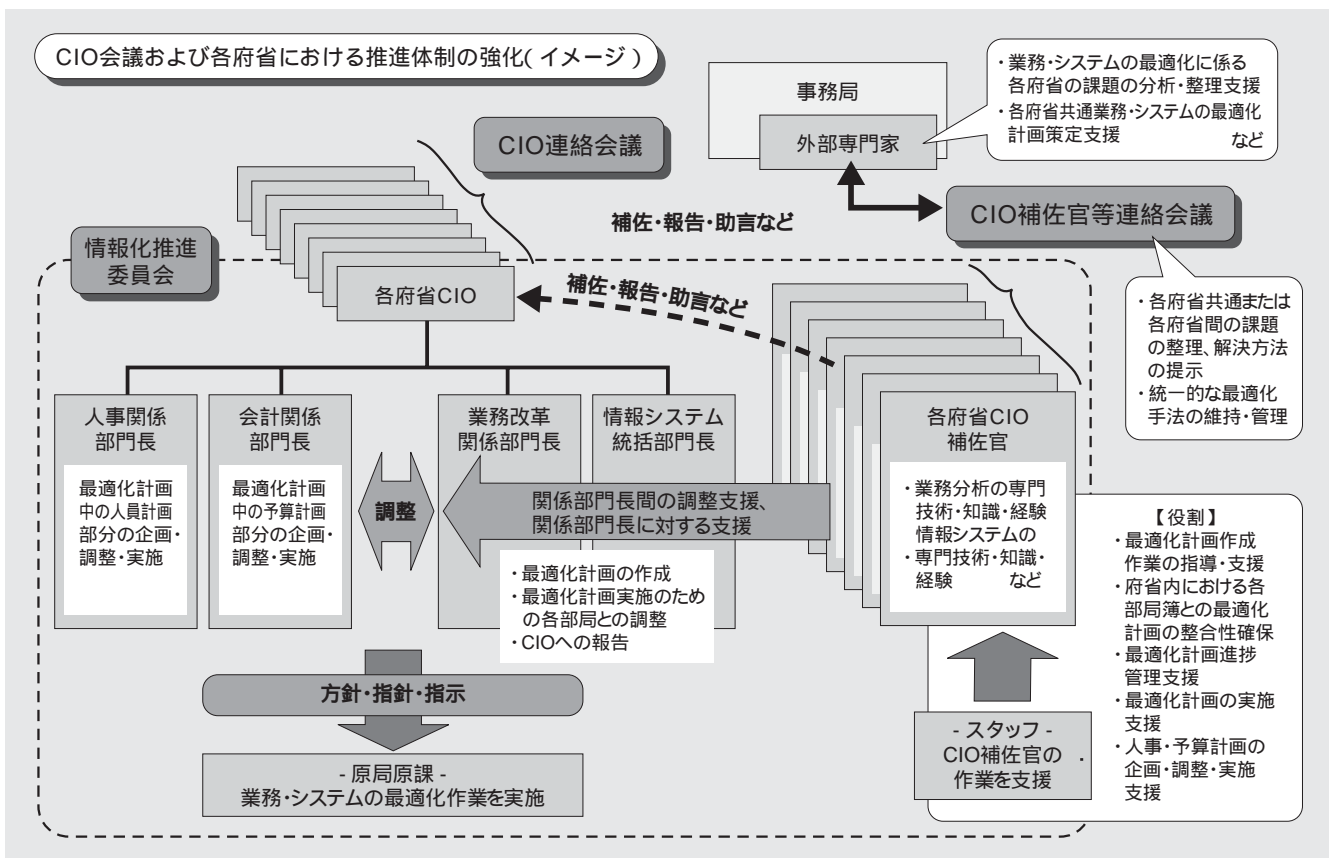 CIO会議および各府省における推進体制の強化(イメージ)
事務局
外部専門家
・業務・システムの最適化に係る
各府省の課題の分析・整理支援
・各府省共通業務・システムの最適化
計画策定支援 など
CIO連絡会議
CIO補佐官等連絡会議
補佐・報告・助言など
情報化推進
委員会
各府省CIO
補佐・報告・助言など
・各府省共通または
各府省間の課題
の整理、解決方法
の提示
・統一的な最適化
手法の維持・管理
人事関係
部門長
最適化計画
中の人員計画
部分の企画・
調整・実施
会計関係
部門長
最適化計画
中の予算計画
部分の企画・
調整・実施
調整
業務改革
関係部門長
情報システム
統括部門長
関係部門長間の調整支援、
関係部門長に対する支援
・最適化計画の作成
・最適化計画実施のため
の各部局との調整
・CIOへの報告
各府省CIO
補佐官
・業務分析の専門
技術・知識・経験
情報システムの
・専門技術・知識・
経験 など
【役割】
・最適化計画作成
作業の指導・支援
・府省内における各
部局簿との最適化
計画の整合性確保
・最適化計画進捗
管理支援
・最適化計画の実施
支援
・人事・予算計画の
企画・調整・実施
支援
方針・指針・指示
- 原局原課 -
業務・システムの最適化作業を実施
- スタッフ -
CIO補佐官の .
作業を支援